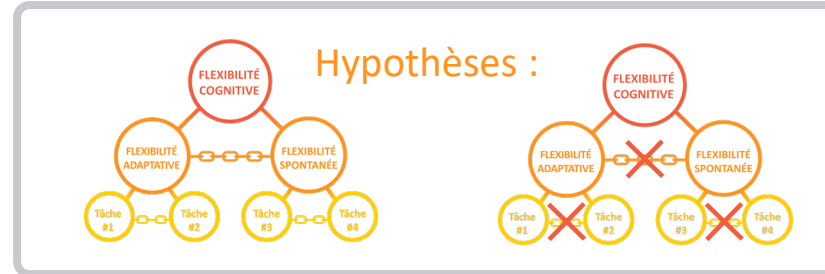 Hypothèses :
FLEXIBILITÉ
COGNITIVE
FLEXIBILITÉ
ADAPTATIVE
FLEXIBILITÉ
SPONTANÉE
Tâche
#1
Tâche
#2
Tâche
#3
Tâche
#4
FLEXIBILITÉ
COGNITIVE
FLEXIBILITÉ
ADAPTATIVE
FLEXIBILITÉ
SPONTANÉE
Tâche
#1
Tâche
#2
Tâche
#3
Tâche
#4